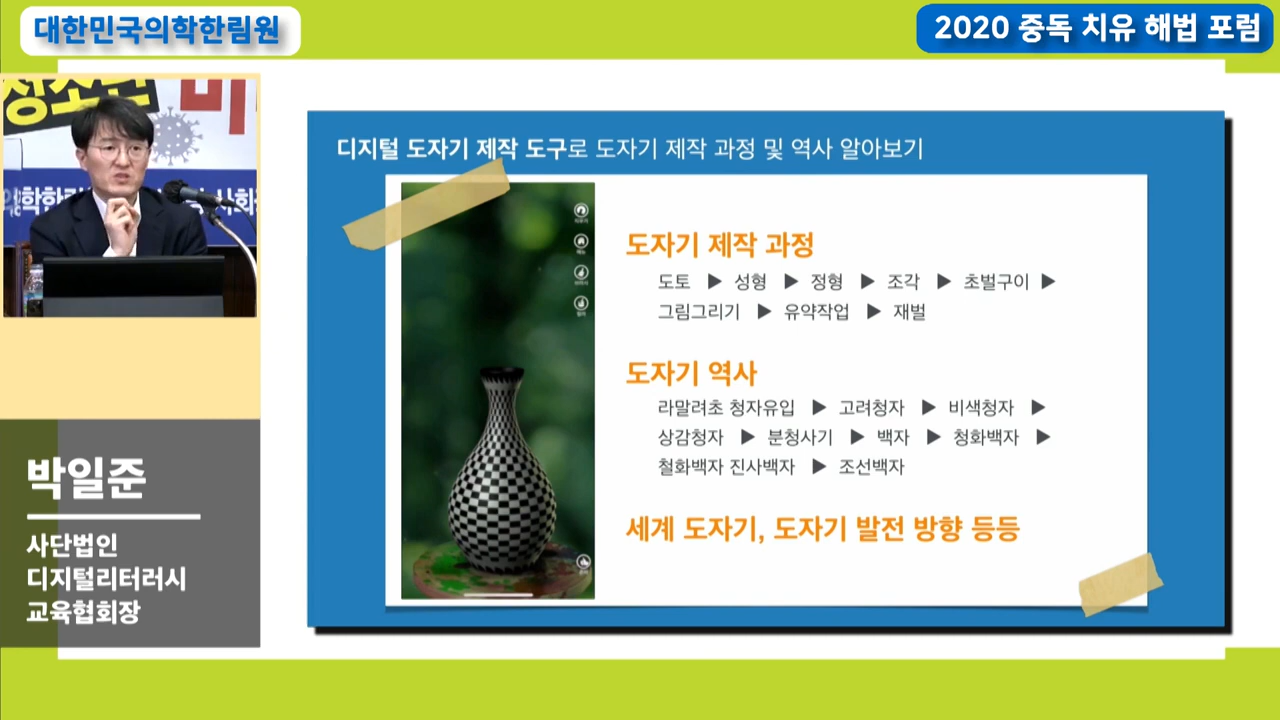 대한민국의학한림원
2020 중독 치유 해법 포럼
디지털 도자기 제작 도구로 도자기 제작 과정 및 역사 알아보기
도자기 제작 과정
도토 ▶ 성형 ▶ 정형 ▶ 조각 ▶ 초벌구이 ▶
그림그리기 ▶ 유약작업 ▶ 재벌
도자기 역사
라말려초 청자유입 ▶ 고려청자 ▶ 비색청자 ▶
상감청자 ▶ 분청사기 ▶ 백자 ▶ 청화백자 ▶
철화백자 진사백자 ▶ 조선백자
세계 도자기, 도자기 발전 방향 등등
박일준
사단법인
디지털리터러시
교육협회장